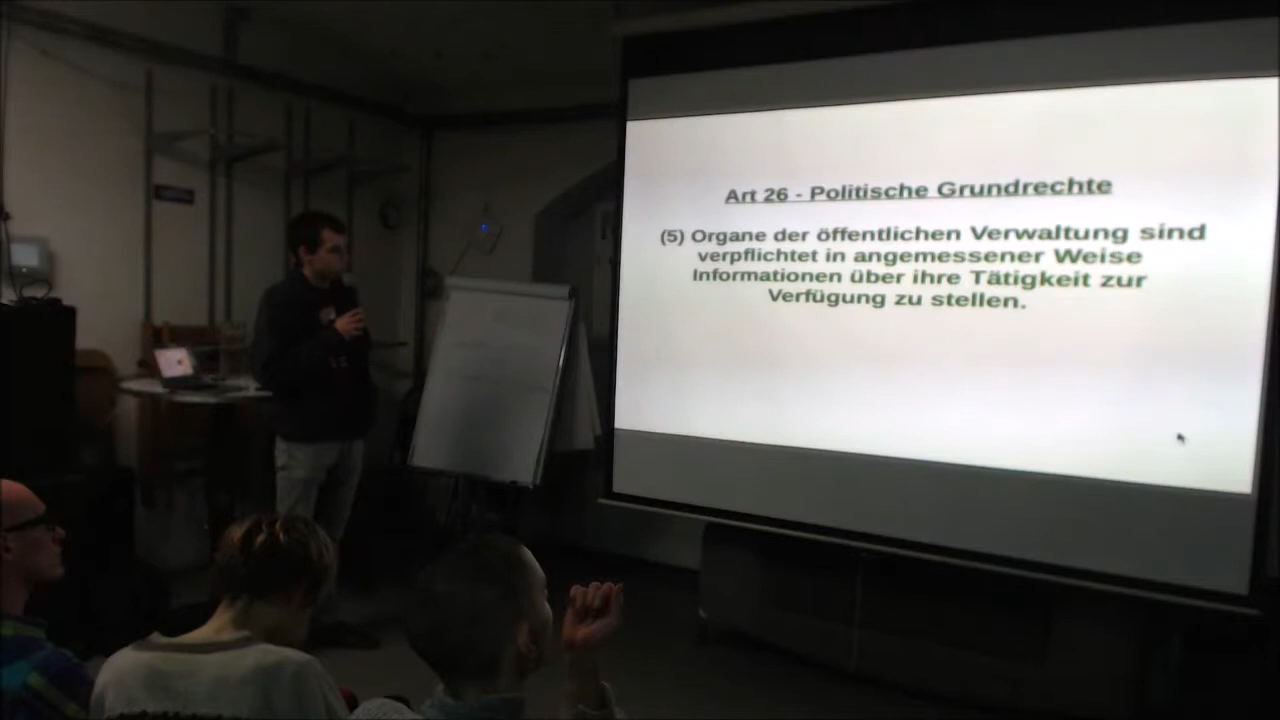 Art 26 - Politische Grundrechte
(5) Organe der öffentlichen Verwaltung sind
verpflichtet in angemessener Weise
Informationen über ihre Tätigkeit zur
Verfügung zu stellen.